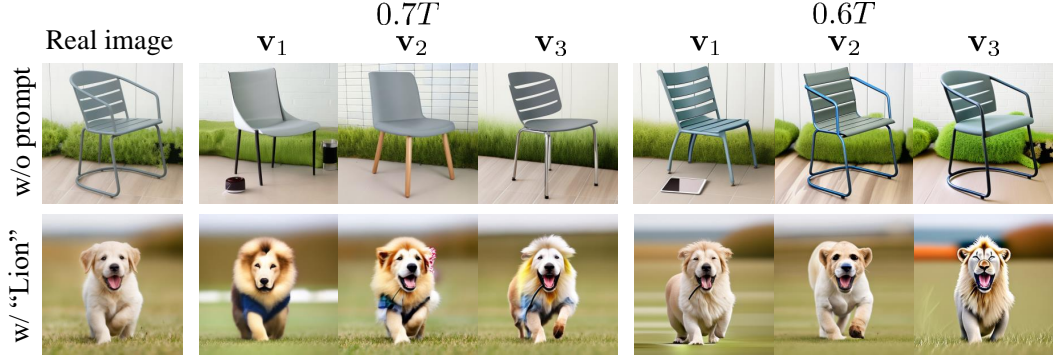 0.7T 0.6T
Real image v₁ v₂ v₃ v₁ v₂ v₃
w/o prompt
w/ “Lion”